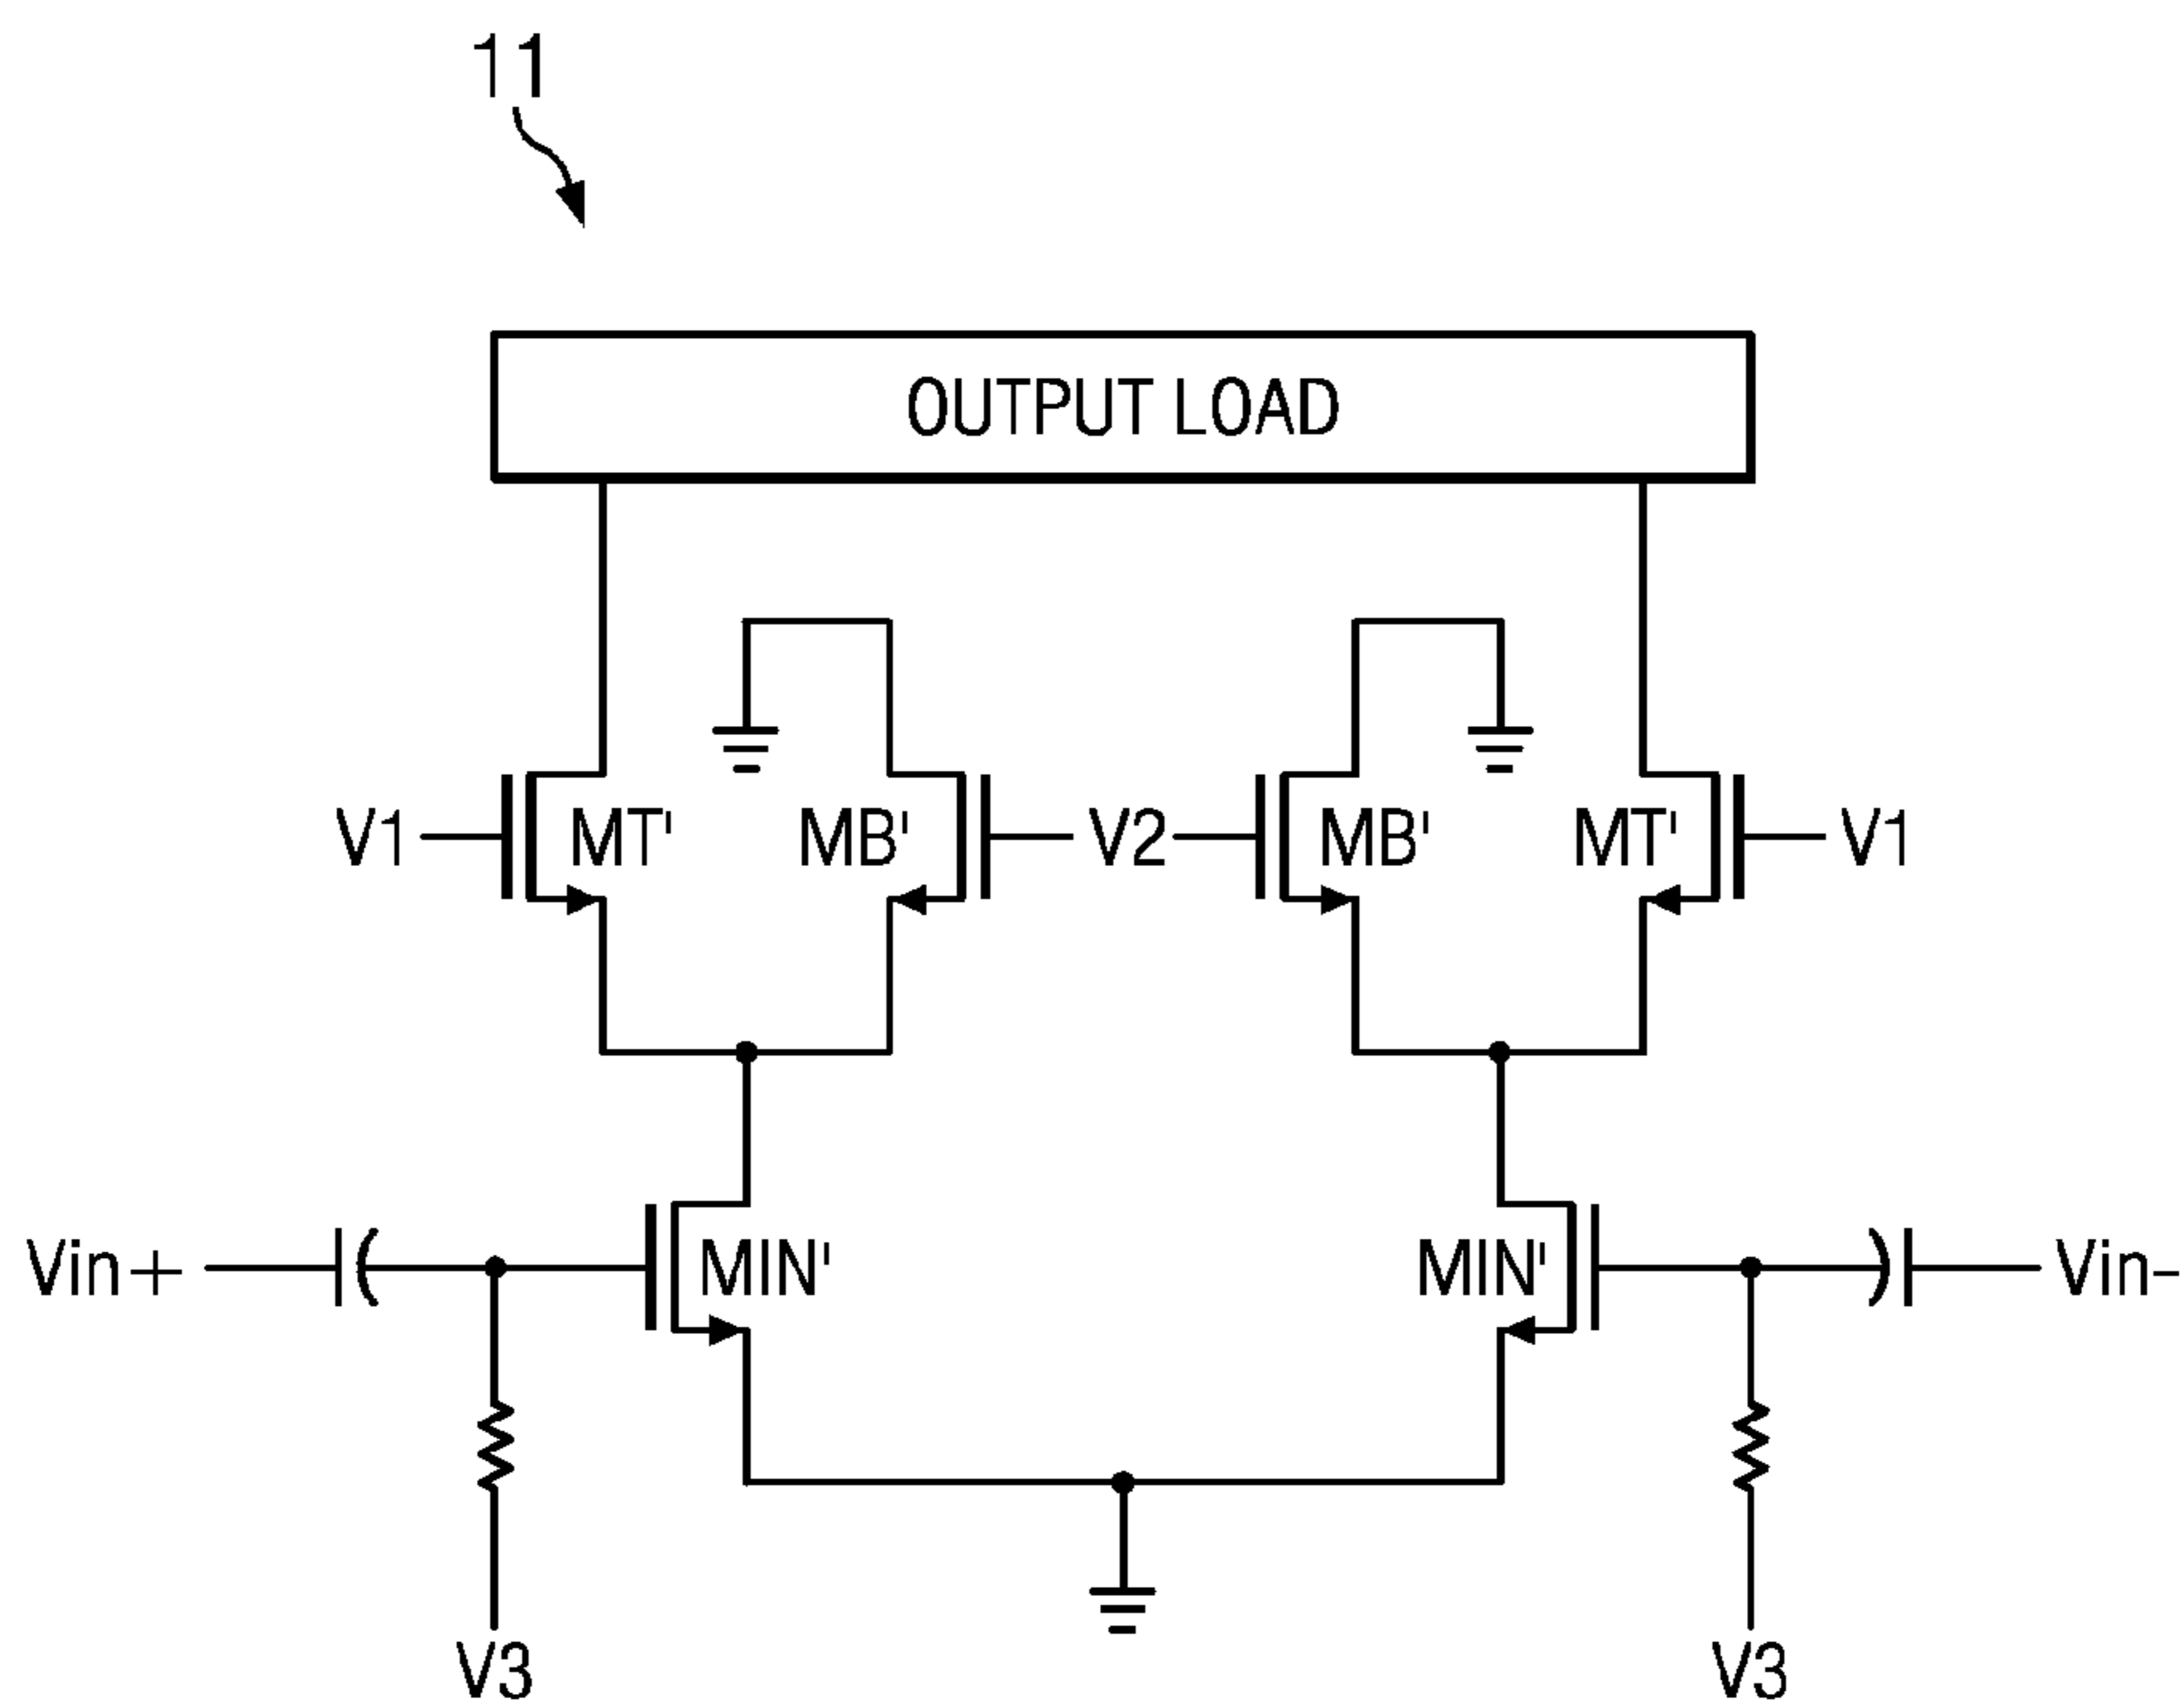 11
OUTPUT LOAD
V1 MT' MB' V2 MB' MT' V1
Vin+ MIN' MIN' Vin-
V3 V3